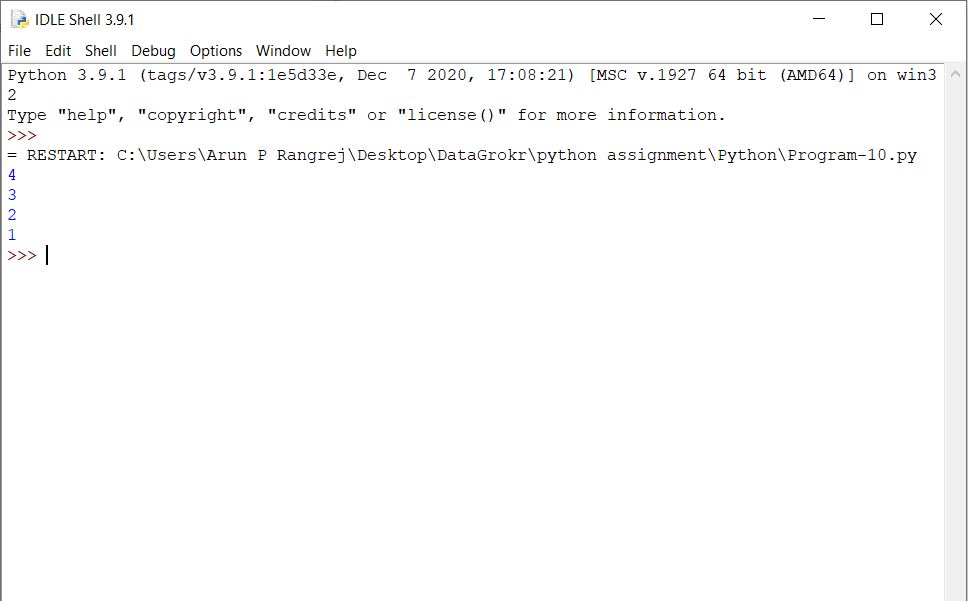 IDLE Shell 3.9.1
File Edit Shell Debug Options Window Help
Python 3.9.1 (tags/v3.9.1:1e5d33e, Dec  7 2020, 17:08:21) [MSC v.1927 64 bit (AMD64)] on win3
2
Type "help", "copyright", "credits" or "license()" for more information.
>>>
= RESTART: C:\Users\Arun P Rangrej\Desktop\DataGrokr\python assignment\Python\Program-10.py
4
3
2
1
>>>